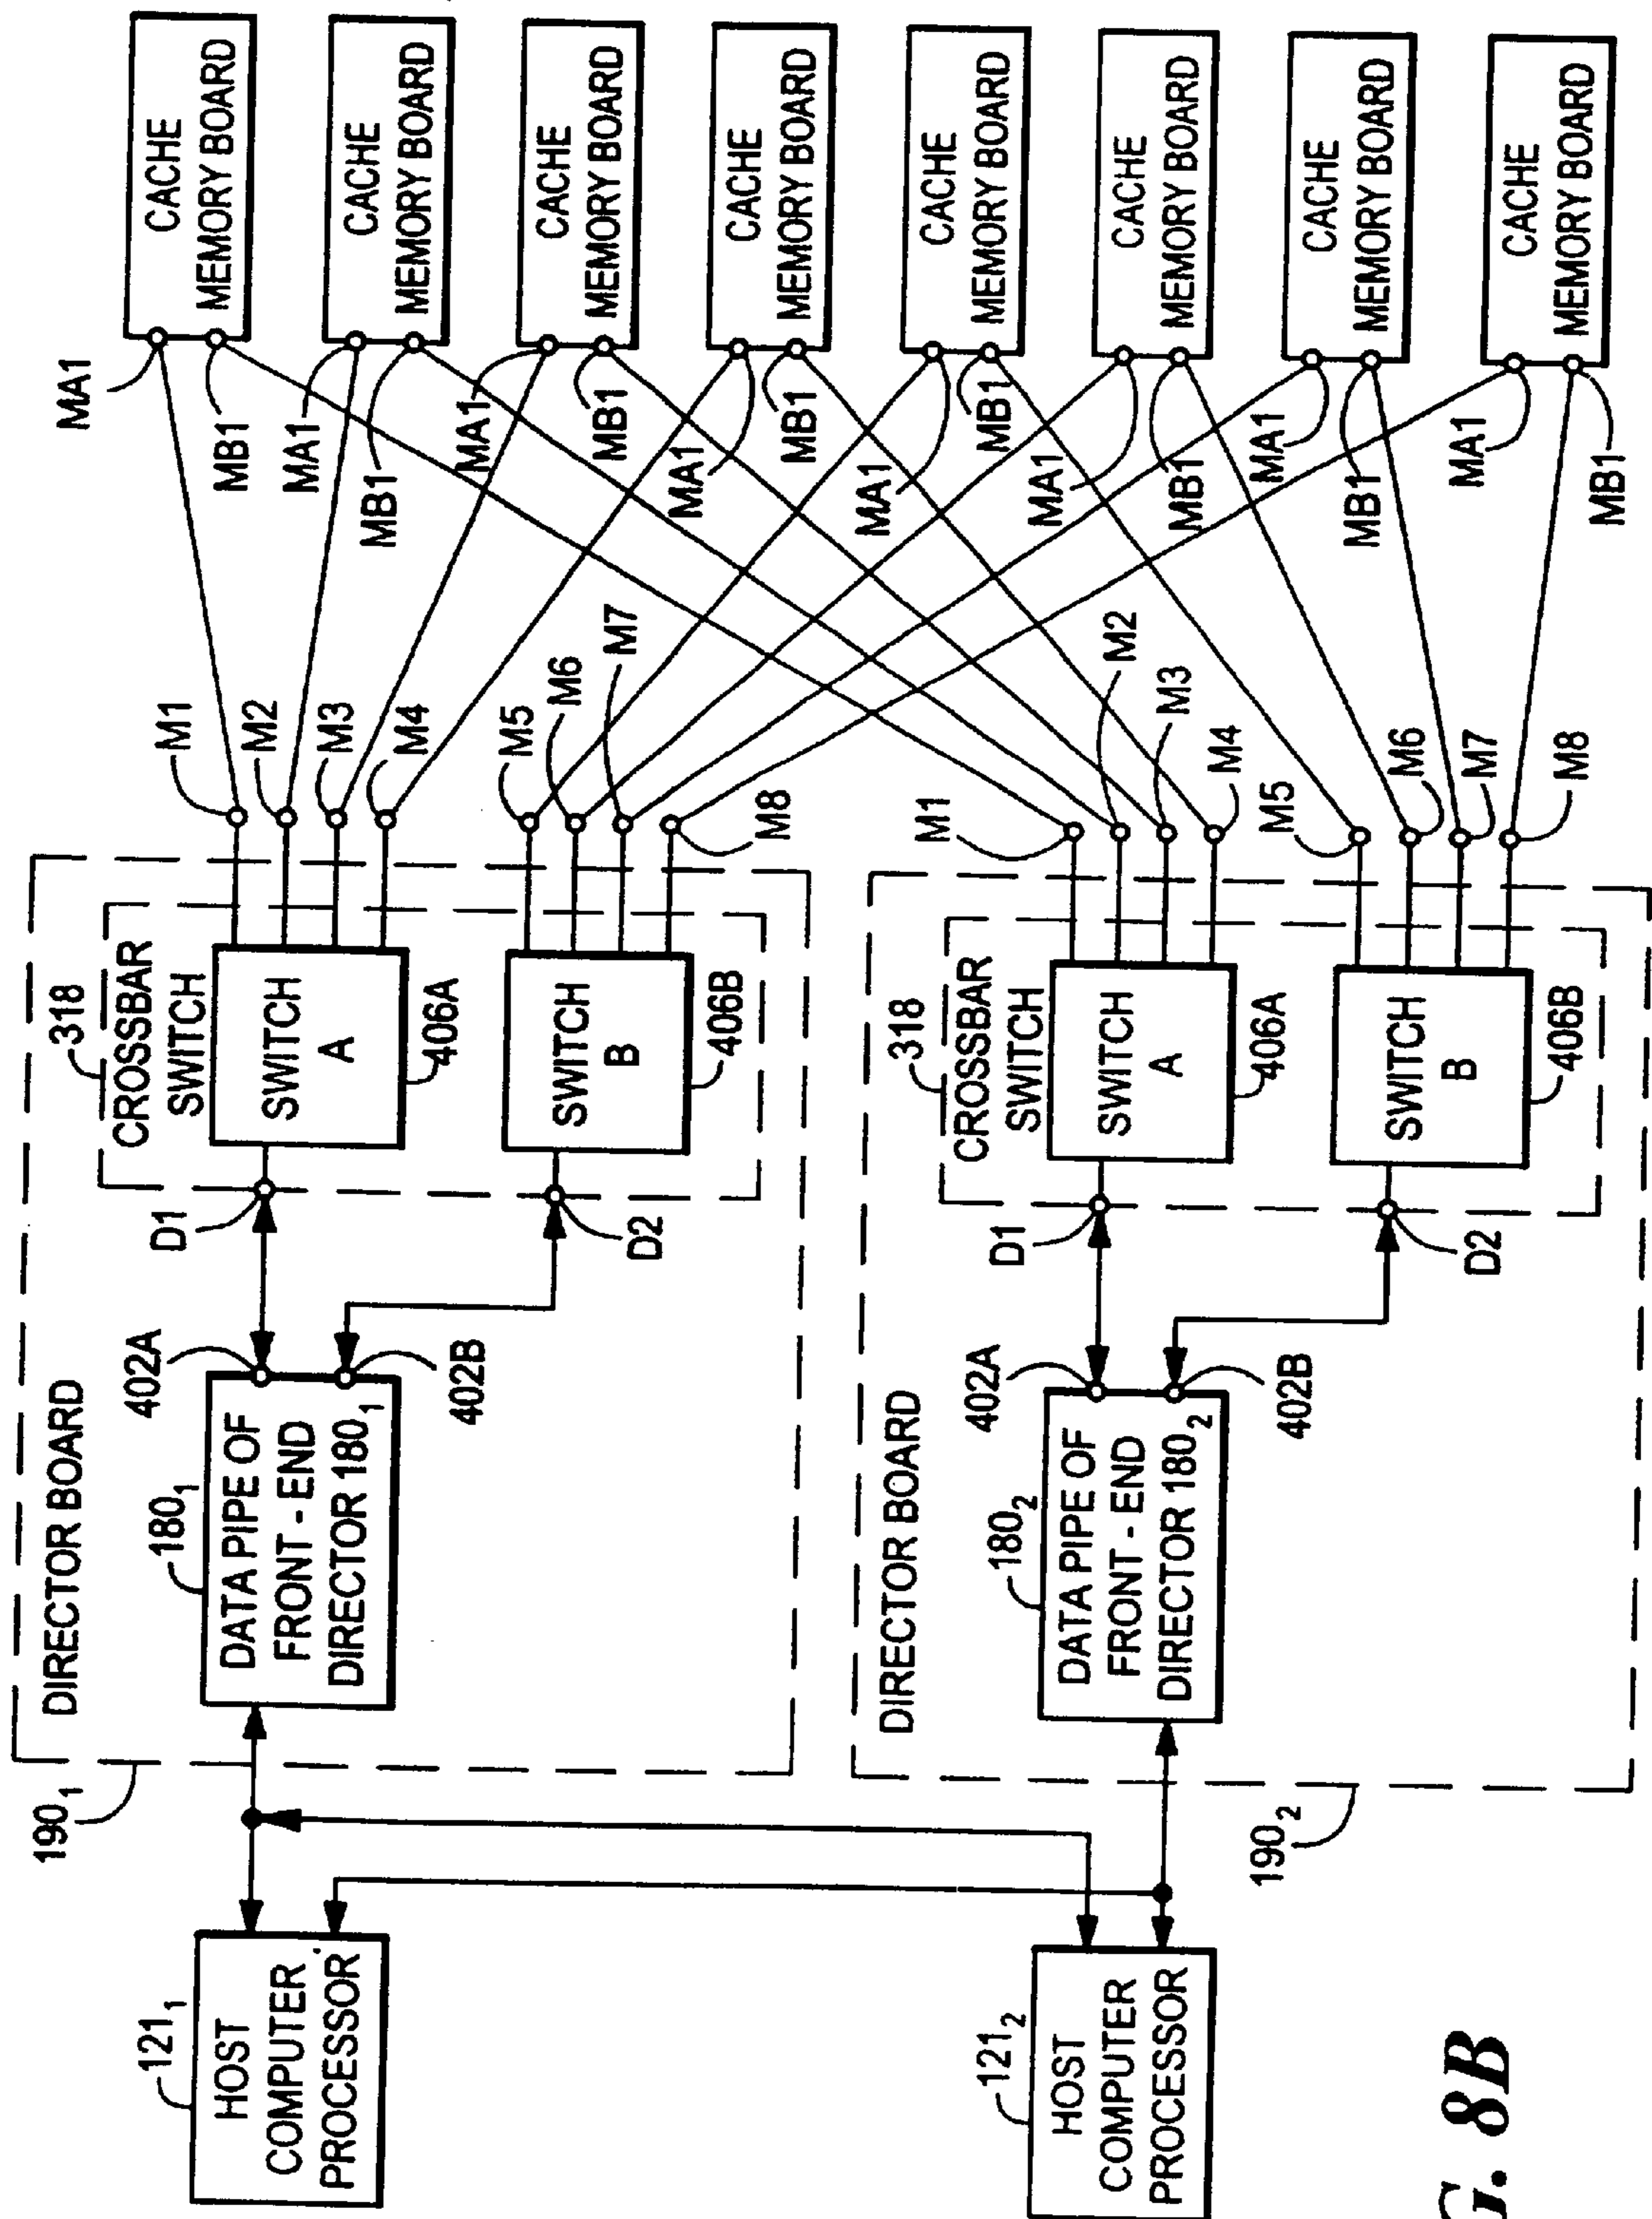 121₁
HOST
COMPUTER
PROCESSOR
121₂
HOST
COMPUTER
PROCESSOR
190₁
DIRECTOR BOARD
180₁
DATA PIPE OF
FRONT - END
DIRECTOR 180₁
402A
402B
D1
D2
318
CROSSBAR
SWITCH
SWITCH
A
406A
SWITCH
B
406B
M1
M2
M3
M4
M5
M6
M7
M8
190₂
DIRECTOR BOARD
180₂
DATA PIPE OF
FRONT - END
DIRECTOR 180₂
402A
402B
D1
D2
318
CROSSBAR
SWITCH
SWITCH
A
406A
SWITCH
B
406B
M1
M2
M3
M4
M5
M6
M7
M8
MA1
MB1
CACHE
MEMORY BOARD
MA1
MB1
CACHE
MEMORY BOARD
MA1
MB1
CACHE
MEMORY BOARD
MA1
MB1
CACHE
MEMORY BOARD
MA1
MB1
CACHE
MEMORY BOARD
MA1
MB1
CACHE
MEMORY BOARD
MA1
MB1
CACHE
MEMORY BOARD
MA1
MB1
CACHE
MEMORY BOARD
G. 8B